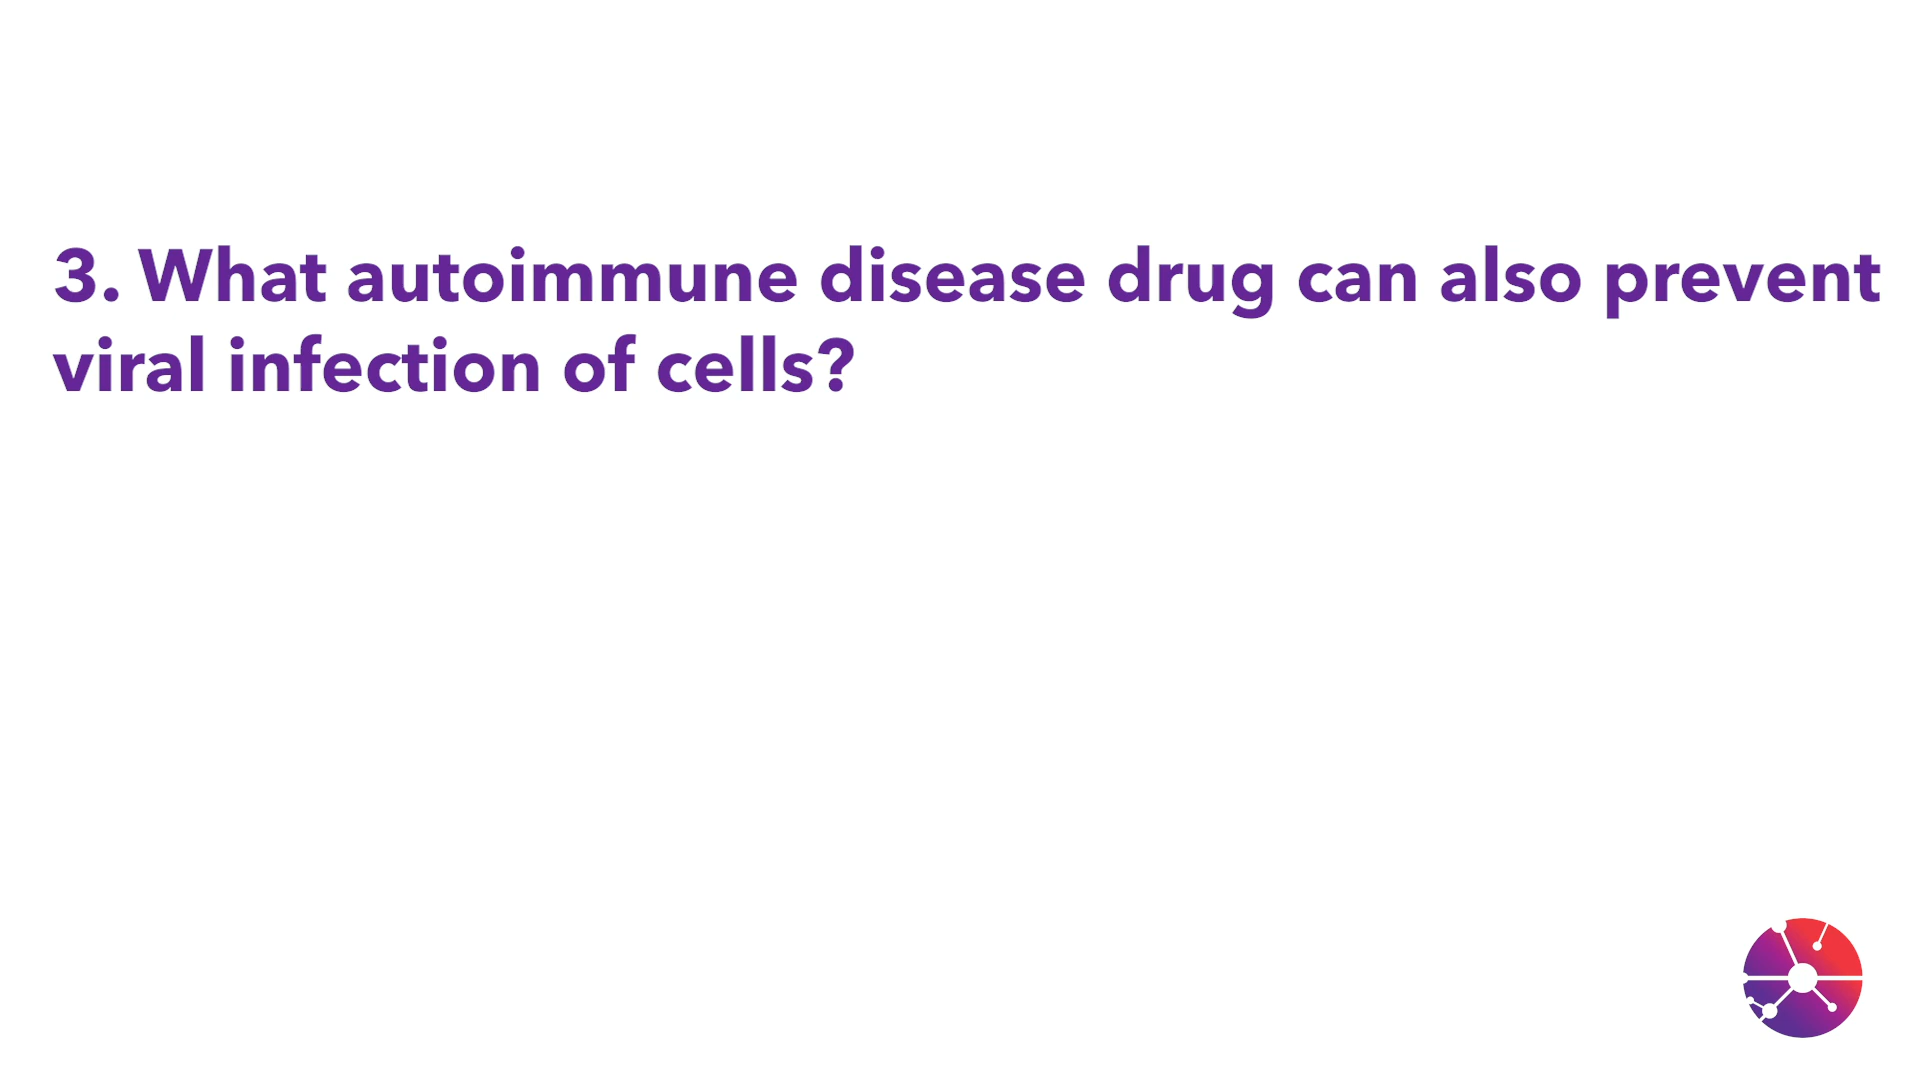 3. What autoimmune disease drug can also prevent
viral infection of cells?